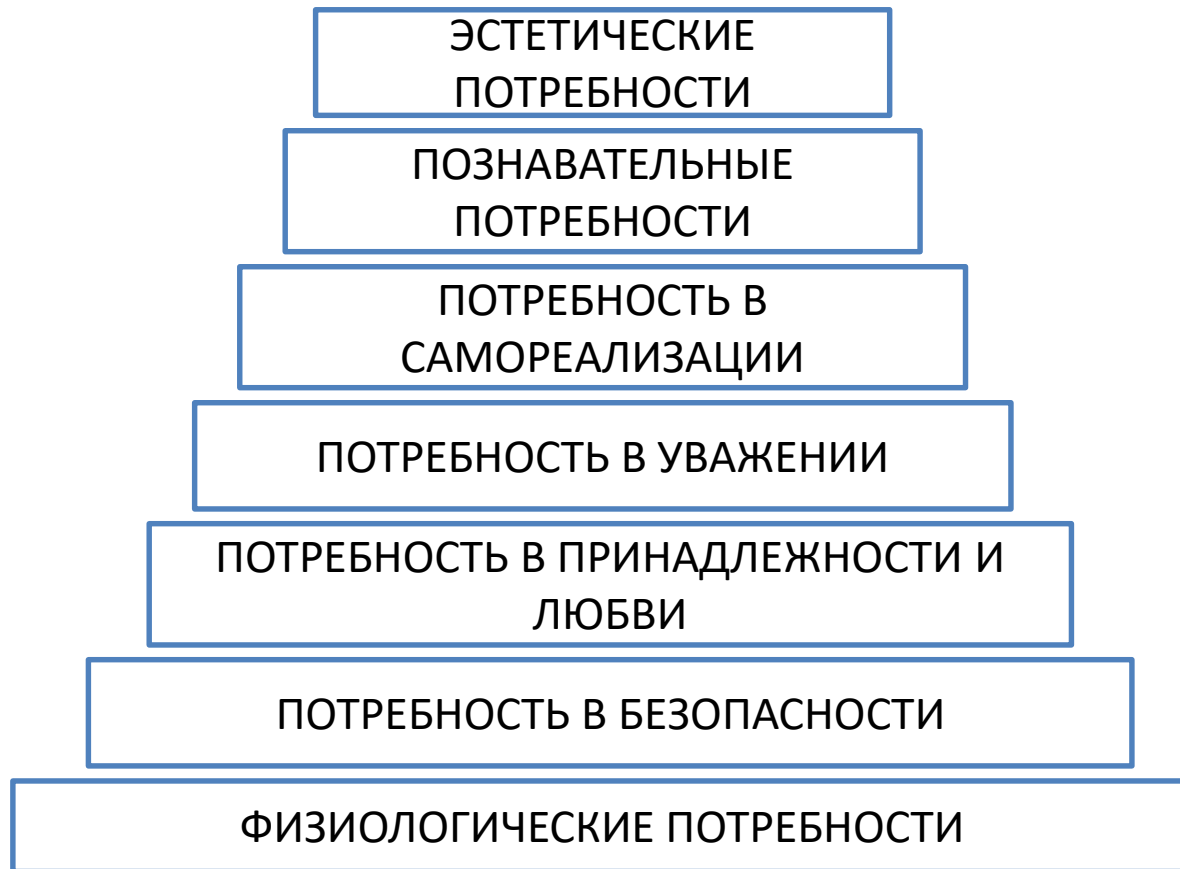 ЭСТЕТИЧЕСКИЕ
ПОТРЕБНОСТИ
ПОЗНАВАТЕЛЬНЫЕ
ПОТРЕБНОСТИ
ПОТРЕБНОСТЬ В
САМОРЕАЛИЗАЦИИ
ПОТРЕБНОСТЬ В УВАЖЕНИИ
ПОТРЕБНОСТЬ В ПРИНАДЛЕЖНОСТИ И
ЛЮБВИ
ПОТРЕБНОСТЬ В БЕЗОПАСНОСТИ
ФИЗИОЛОГИЧЕСКИЕ ПОТРЕБНОСТИ